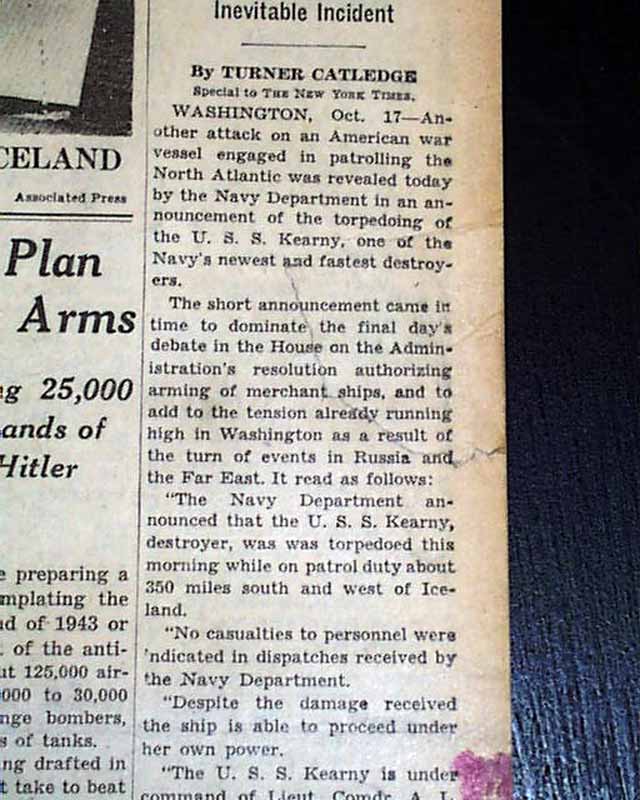 CELAND
Associated Press
Plan
Arms
g 25,000
ands of
Hitler
e preparing a
mplating the
d of 1943 or
of the anti-
ut 125,000 air-
000 to 30,000
nge bombers,
s of tanks.
ng drafted in
t take to beat
Inevitable Incident
By TURNER CATLEDGE
Special to THE NEW YORK TIMES.
WASHINGTON, Oct. 17—An-
other attack on an American war
vessel engaged in patrolling the
North Atlantic was revealed today
by the Navy Department in an an-
nouncement of the torpedoing of
the U. S. S. Kearny, one of the
Navy's newest and fastest destroy-
ers.
The short announcement came in
time to dominate the final day's
debate in the House on the Admin-
istration's resolution authorizing
arming of merchant ships, and to
add to the tension already running
high in Washington as a result of
the turn of events in Russia and
the Far East. It read as follows:
"The Navy Department an-
nounced that the U. S. S. Kearny,
destroyer, was was torpedoed this
morning while on patrol duty about
350 miles south and west of Ice-
land.
"No casualties to personnel were
'ndicated in dispatches received by
the Navy Department.
"Despite the damage received
the ship is able to proceed under
her own power.
"The U. S. S. Kearny is under
command of Lieut. Comdr. A. L.